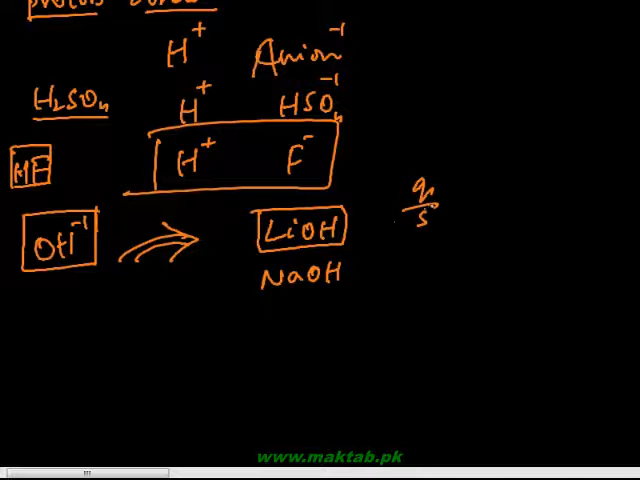 H⁺ Anion⁻¹
H₂SO₄ H⁺ HSO₄⁻¹
HF H⁺ F⁻
OH⁻¹ LiOH
NaOH
www.maktab.pk